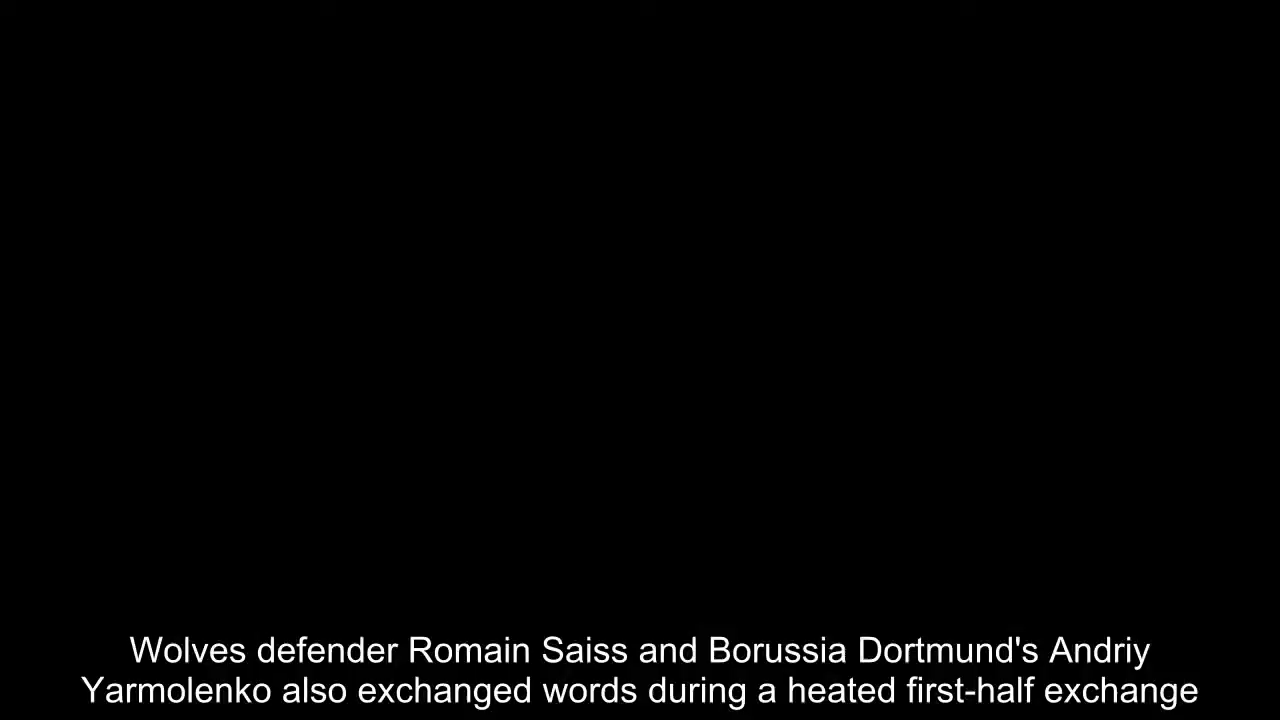 Wolves defender Romain Saiss and Borussia Dortmund's Andriy
Yarmolenko also exchanged words during a heated first-half exchange